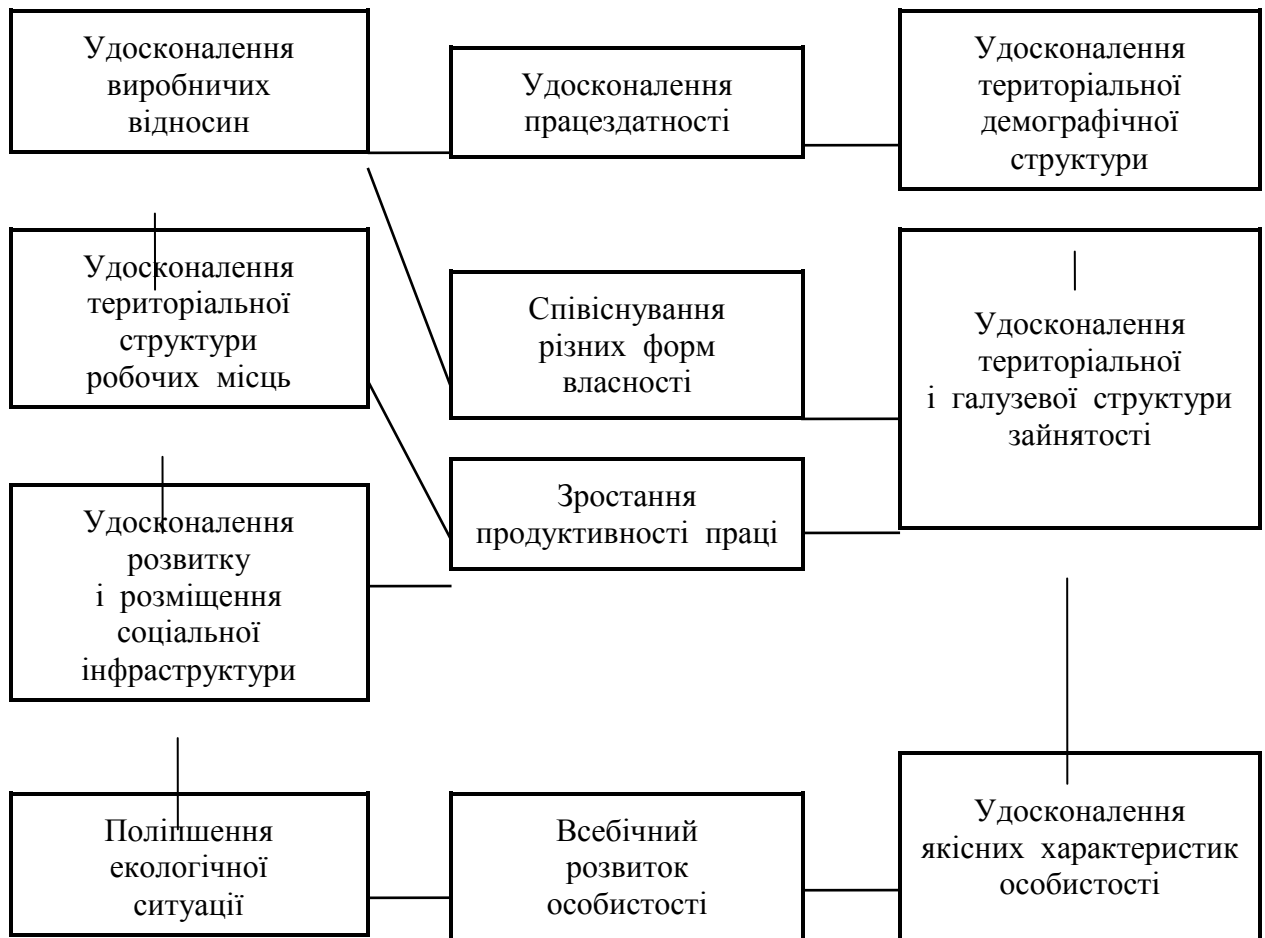 Удосконалення
виробничих
відносин
Удосконалення
працездатності
Удосконалення
територіальної
демографічної
структури
Удосконалення
територіальної
структури
робочих місць
Співіснування
різних форм
власності
Удосконалення
територіальної
і галузевої структури
зайнятості
Зростання
продуктивності праці
Удосконалення
розвитку
і розміщення
соціальної
інфраструктури
Поліпшення
екологічної
ситуації
Всебічний
розвиток
особистості
Удосконалення
якісних характеристик
особистості